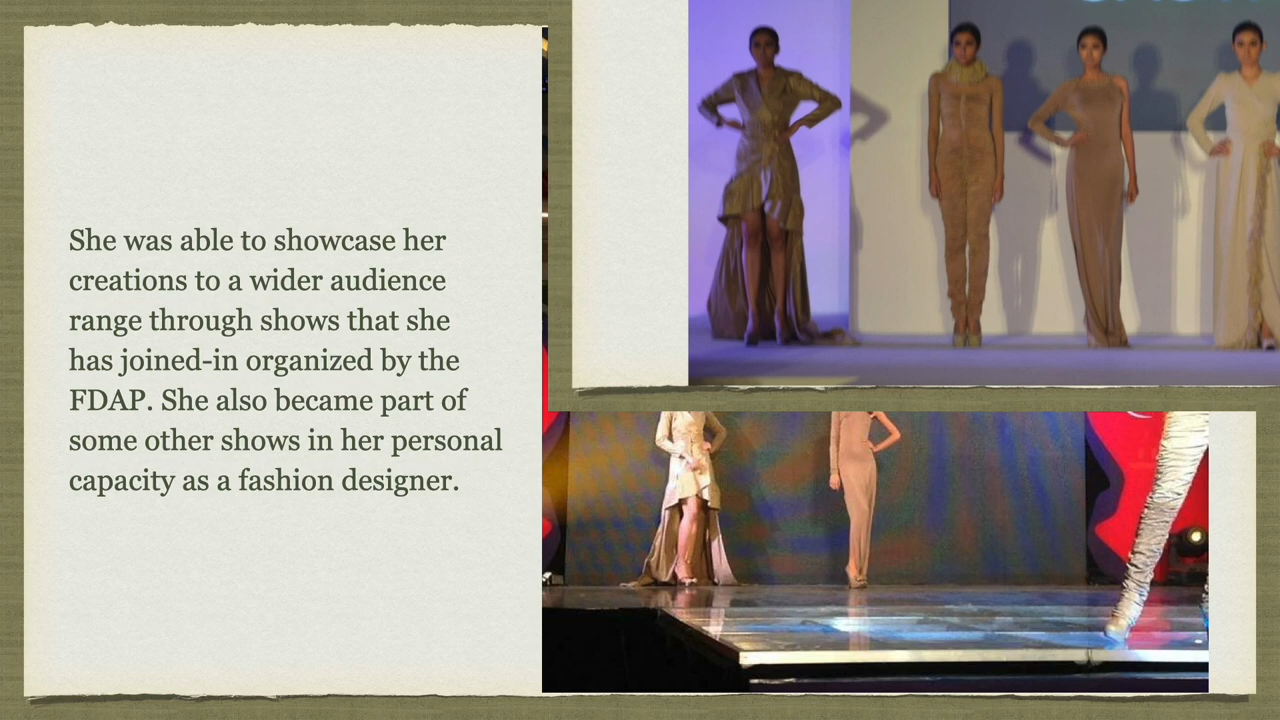 She was able to showcase her
creations to a wider audience
range through shows that she
has joined-in organized by the
FDAP. She also became part of
some other shows in her personal
capacity as a fashion designer.